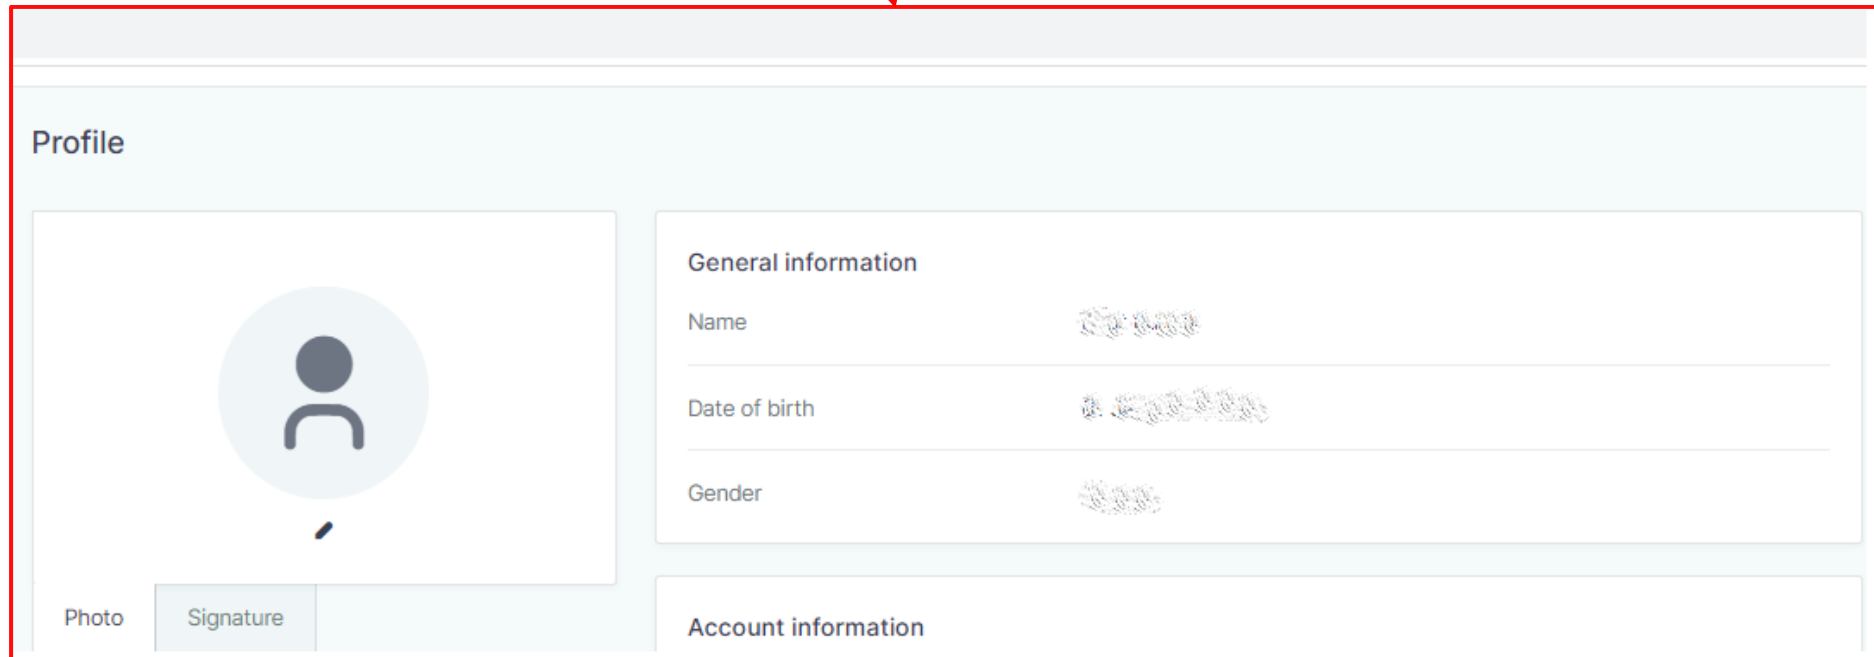 Profile
General information
Name
Date of birth
Gender
Photo
Signature
Account information